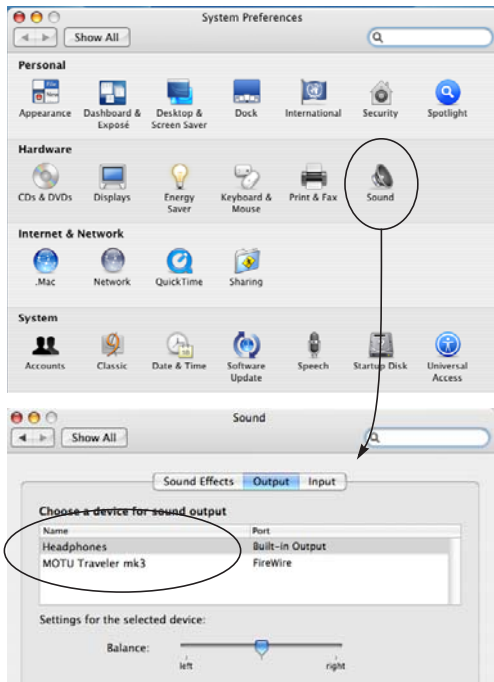 System Preferences
Show All
Personal
Appearance
Dashboard & Exposé
Desktop & Screen Saver
Dock
International
Security
Spotlight
Hardware
CDs & DVDs
Displays
Energy Saver
Keyboard & Mouse
Print & Fax
Sound
Internet & Network
.Mac
Network
QuickTime
Sharing
System
Accounts
Classic
Date & Time
Software Update
Speech
Startup Disk
Universal Access
Sound
Show All
Sound Effects Output Input
Choose a device for sound output
Name Port
Headphones Built-in Output
MOTU Traveler mk3 FireWire
Settings for the selected device:
Balance:
left right